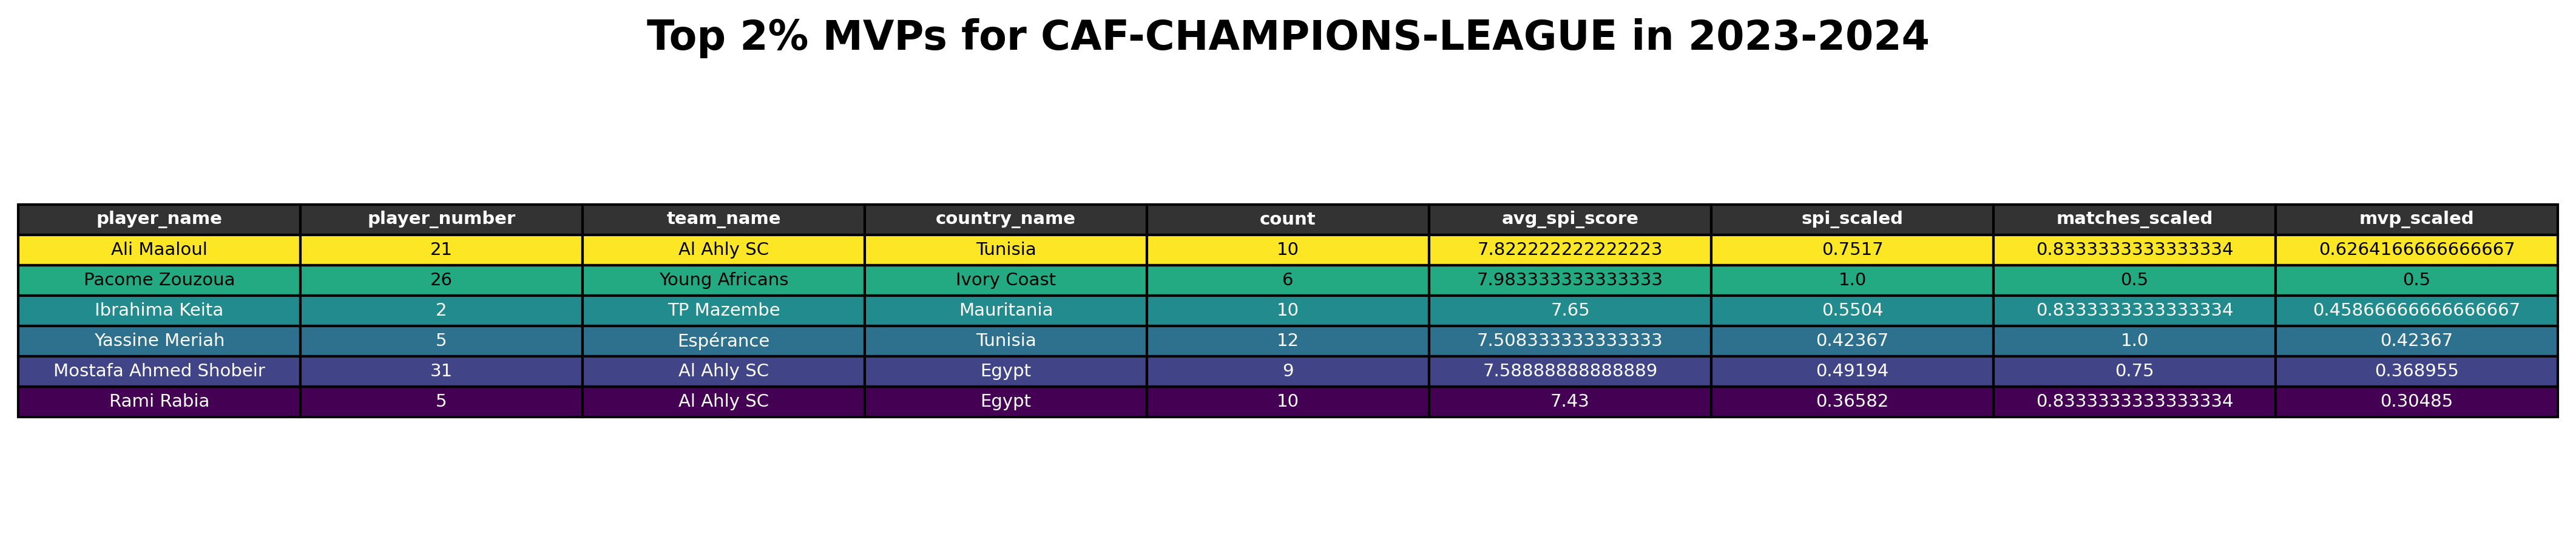 Top 2% MVPs for CAF-CHAMPIONS-LEAGUE in 2023-2024
player_name player_number team_name country_name count avg_spi_score spi_scaled matches_scaled mvp_scaled
Ali Maaloul 21 Al Ahly SC Tunisia 10 7.822222222222223 0.7517 0.8333333333333334 0.6264166666666667
Pacome Zouzoua 26 Young Africans Ivory Coast 6 7.983333333333333 1.0 0.5 0.5
Ibrahima Keita 2 TP Mazembe Mauritania 10 7.65 0.5504 0.8333333333333334 0.45866666666666667
Yassine Meriah 5 Espérance Tunisia 12 7.508333333333333 0.42367 1.0 0.42367
Mostafa Ahmed Shobeir 31 Al Ahly SC Egypt 9 7.58888888888889 0.49194 0.75 0.368955
Rami Rabia 5 Al Ahly SC Egypt 10 7.43 0.36582 0.8333333333333334 0.30485